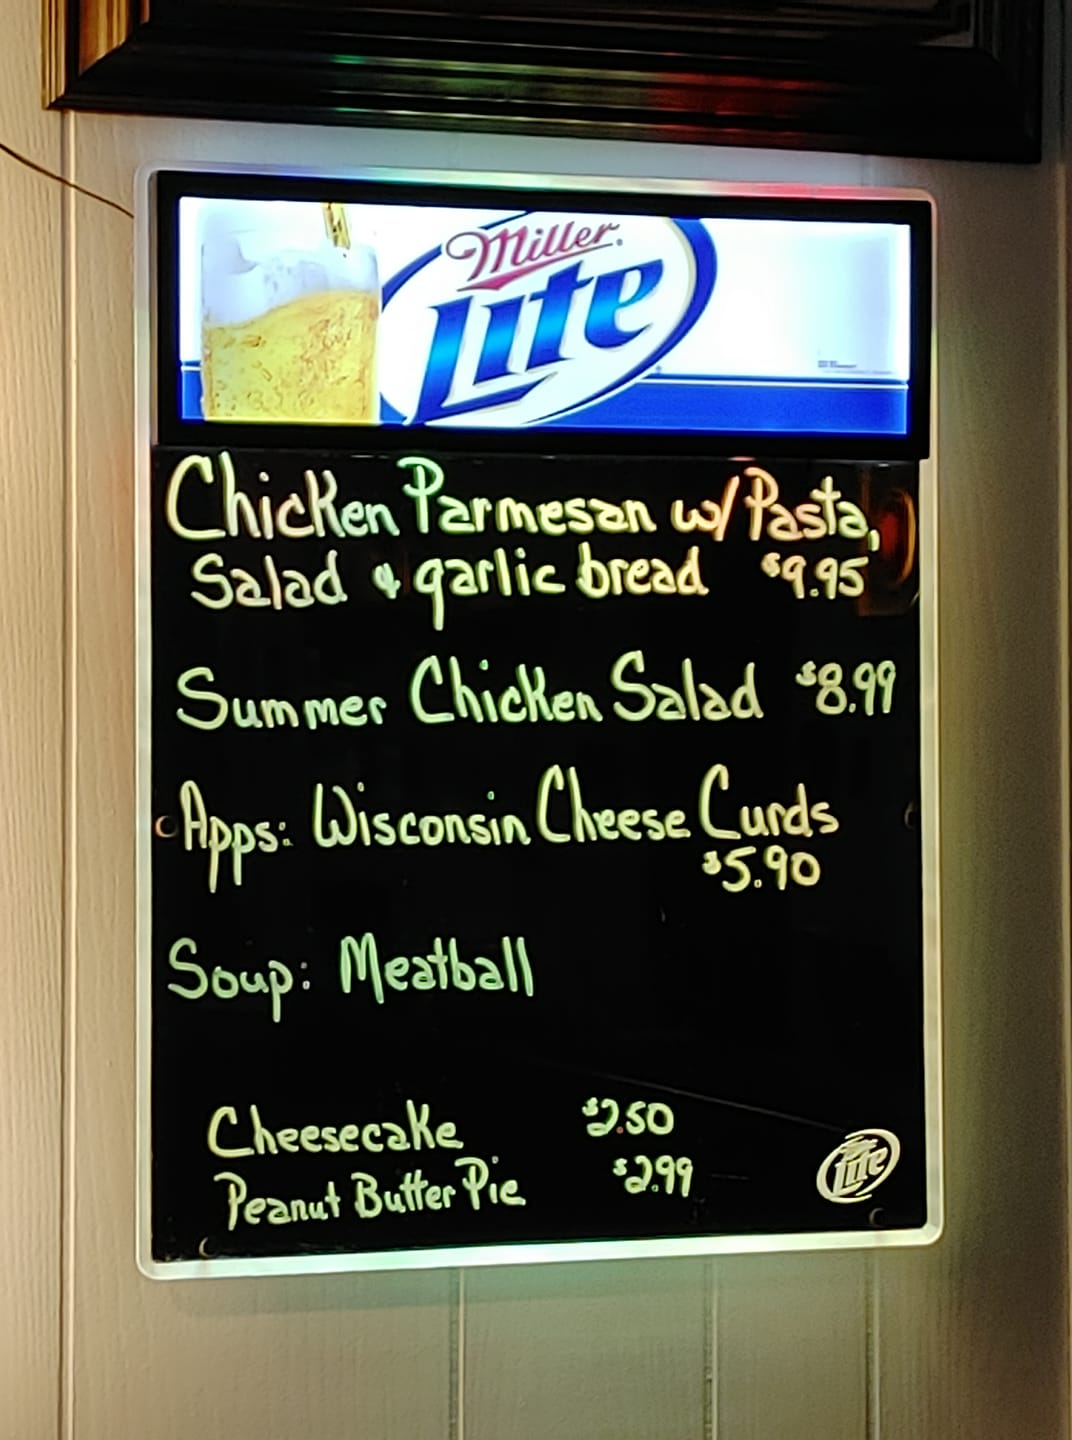 Miller
Lite
Chicken Parmesan w/ Pasta,
Salad & garlic bread $9.95
Summer Chicken Salad $8.99
Apps: Wisconsin Cheese Curds
$5.90
Soup: Meatball
Cheesecake $2.50
Peanut Butter Pie $2.99
Lite